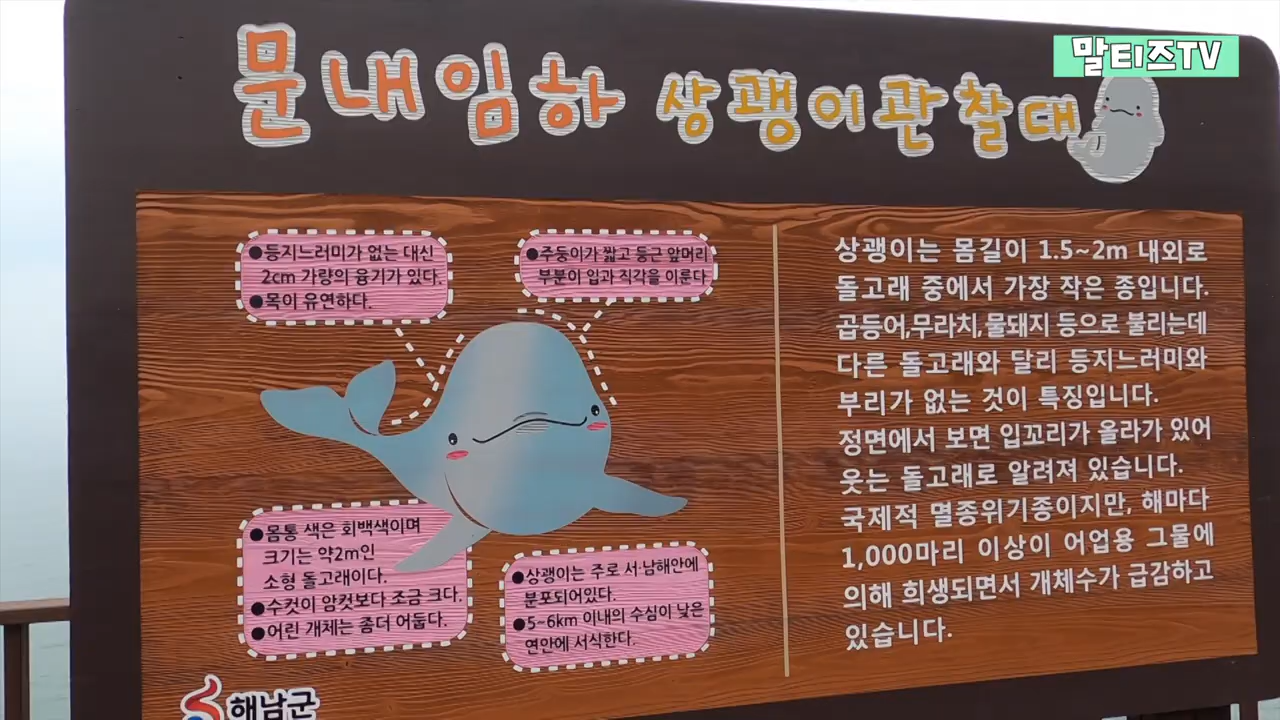 말티즈TV
문내임하 상괭이관찰대
●등지느러미가 없는 대신
2cm 가량의 융기가 있다.
●목이 유연하다.
●주둥이가 짧고 둥근 앞머리
부분이 입과 직각을 이룬다
●몸통 색은 회백색이며
크기는 약2m인
소형 돌고래이다.
●수컷이 암컷보다 조금 크다.
●어린 개체는 좀더 어둡다.
●상괭이는 주로 서·남해안에
분포되어있다.
●5~6km 이내의 수심이 낮은
연안에 서식한다.
상괭이는 몸길이 1.5~2m 내외로
돌고래 중에서 가장 작은 종입니다.
곱등어,무라치,물돼지 등으로 불리는데
다른 돌고래와 달리 등지느러미와
부리가 없는 것이 특징입니다.
정면에서 보면 입꼬리가 올라가 있어
웃는 돌고래로 알려져 있습니다.
국제적 멸종위기종이지만, 해마다
1,000마리 이상이 어업용 그물에
의해 희생되면서 개체수가 급감하고
있습니다.
해남군